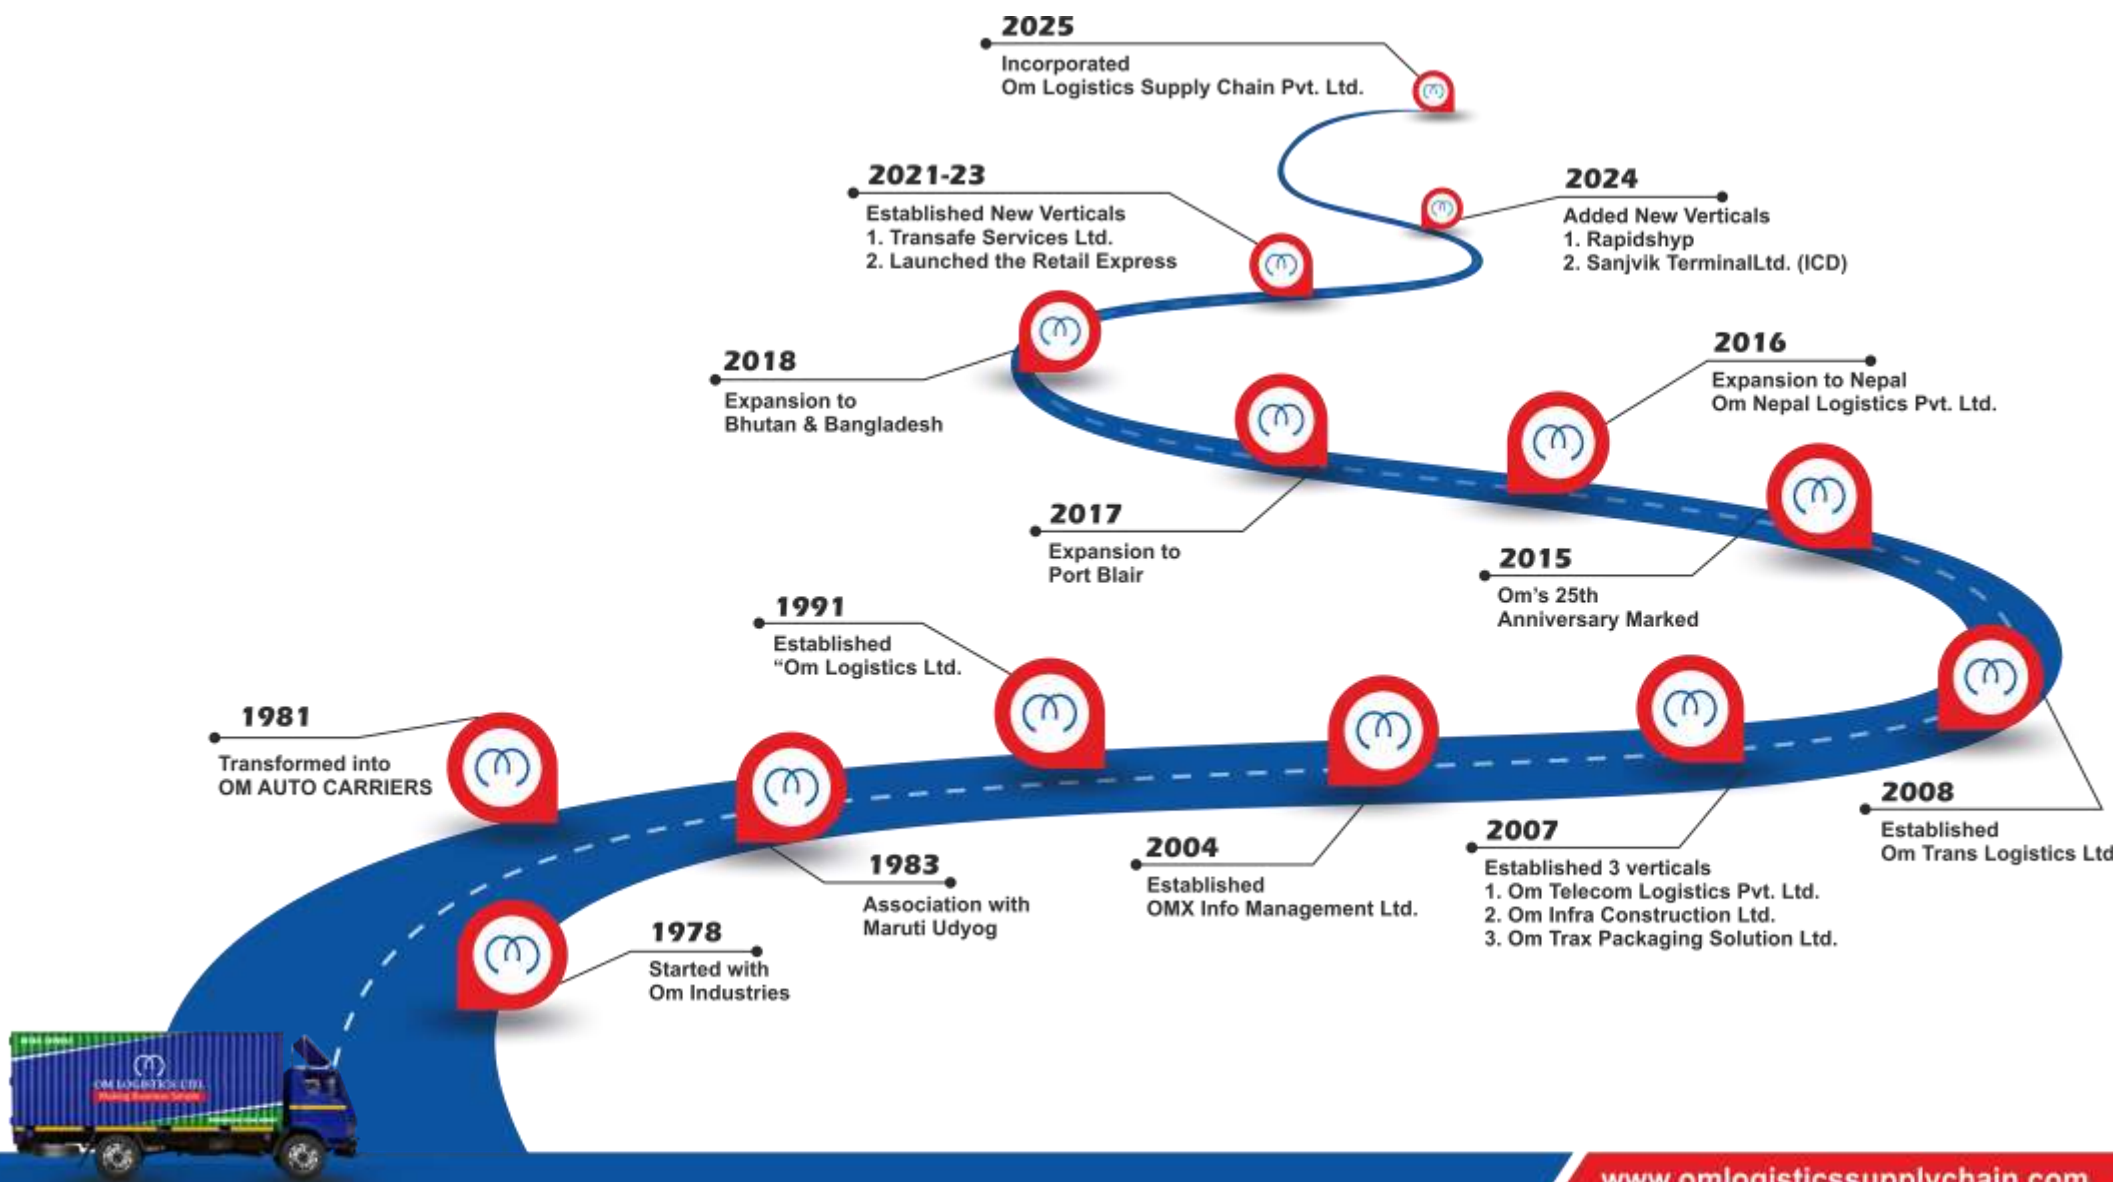 2025
Incorporated
Om Logistics Supply Chain Pvt. Ltd.
2021-23
Established New Verticals
1. Transafe Services Ltd.
2. Launched the Retail Express
2024
Added New Verticals
1. Rapidshyp
2. Sanjvik TerminalLtd. (ICD)
2018
Expansion to
Bhutan & Bangladesh
2016
Expansion to Nepal
Om Nepal Logistics Pvt. Ltd.
2017
Expansion to
Port Blair
2015
Om’s 25th
Anniversary Marked
1991
Established
“Om Logistics Ltd.
1981
Transformed into
OM AUTO CARRIERS
1983
Association with
Maruti Udyog
2004
Established
OMX Info Management Ltd.
2007
Established 3 verticals
1. Om Telecom Logistics Pvt. Ltd.
2. Om Infra Construction Ltd.
3. Om Trax Packaging Solution Ltd.
2008
Established
Om Trans Logistics Ltd
1978
Started with
Om Industries
OM LOGISTICS LTD.
Making Business Simple
www.omlogisticssupplychain.com